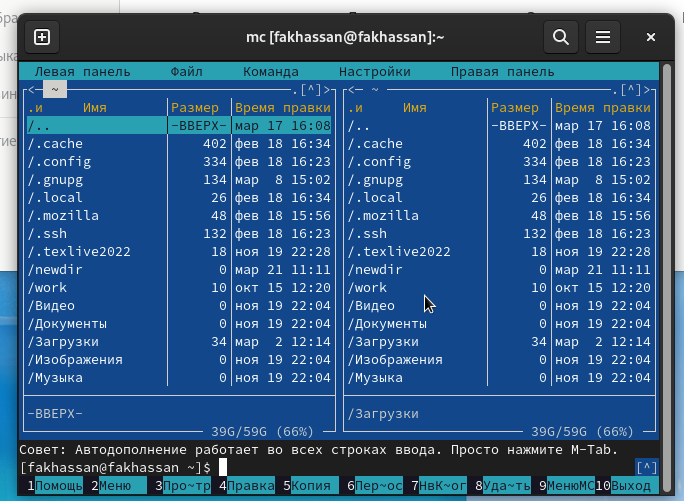 mc [fakhassan@fakhassan]:~
Левая панель Файл Команда Настройки Правая панель
<— ~ .[^]> <— ~ .[^]>
.и Имя Размер Время правки .и Имя Размер Время правки
/.. -ВВЕРХ- мар 17 16:08 /.. -ВВЕРХ- мар 17 16:08
/.cache 402 фев 18 16:34 /.cache 402 фев 18 16:34
/.config 334 фев 18 16:23 /.config 334 фев 18 16:23
/.gnupg 134 мар 8 15:02 /.gnupg 134 мар 8 15:02
/.local 26 фев 18 16:34 /.local 26 фев 18 16:34
/.mozilla 48 фев 18 15:56 /.mozilla 48 фев 18 15:56
/.ssh 132 фев 18 16:23 /.ssh 132 фев 18 16:23
/.texlive2022 18 ноя 19 22:28 /.texlive2022 18 ноя 19 22:28
/newdir 0 мар 21 11:11 /newdir 0 мар 21 11:11
/work 10 окт 15 12:20 /work 10 окт 15 12:20
/Видео 0 ноя 19 22:04 /Видео 0 ноя 19 22:04
/Документы 0 ноя 19 22:04 /Документы 0 ноя 19 22:04
/Загрузки 34 мар 2 12:14 /Загрузки 34 мар 2 12:14
/Изображения 0 ноя 19 22:04 /Изображения 0 ноя 19 22:04
/Музыка 0 ноя 19 22:04 /Музыка 0 ноя 19 22:04
-ВВЕРХ- /Загрузки
39G/59G (66%) 39G/59G (66%)
Совет: Автодополнение работает во всех строках ввода. Просто нажмите M-Tab.
[fakhassan@fakhassan ~]$ [^]
1Помощь 2Меню 3Про~тр 4Правка 5Копия 6Пер~ос 7НвК~ог 8Уда~ть 9МенюMC 10Выход